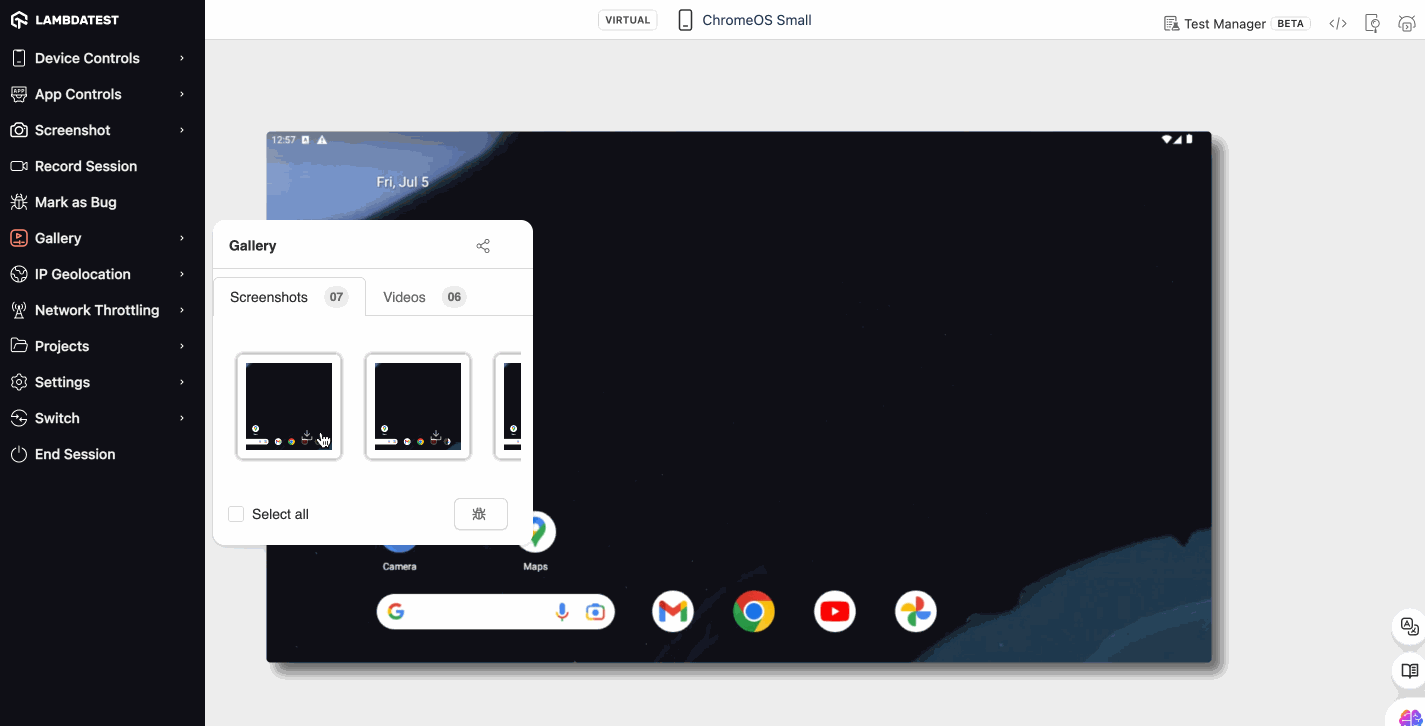 LAMBDATEST
Device Controls
App Controls
Screenshot
Record Session
Mark as Bug
Gallery
IP Geolocation
Network Throttling
Projects
Settings
Switch
End Session
VIRTUAL ChromeOS Small
Test Manager BETA </>
12:57
Fri, Jul 5
Gallery
Screenshots 07 Videos 06
Select all
Camera Maps